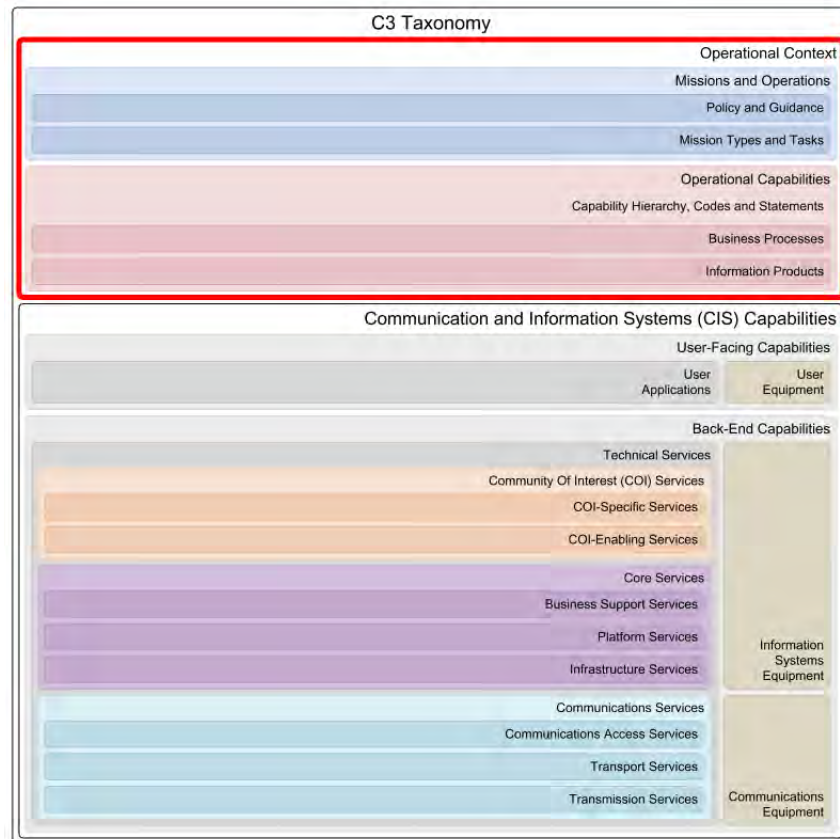 C3 Taxonomy
Operational Context
Missions and Operations
Policy and Guidance
Mission Types and Tasks
Operational Capabilities
Capability Hierarchy, Codes and Statements
Business Processes
Information Products
Communication and Information Systems (CIS) Capabilities
User-Facing Capabilities
User
Applications
User
Equipment
Back-End Capabilities
Technical Services
Community Of Interest (COI) Services
COI-Specific Services
COI-Enabling Services
Core Services
Business Support Services
Platform Services
Infrastructure Services
Information
Systems
Equipment
Communications Services
Communications Access Services
Transport Services
Transmission Services
Communications
Equipment